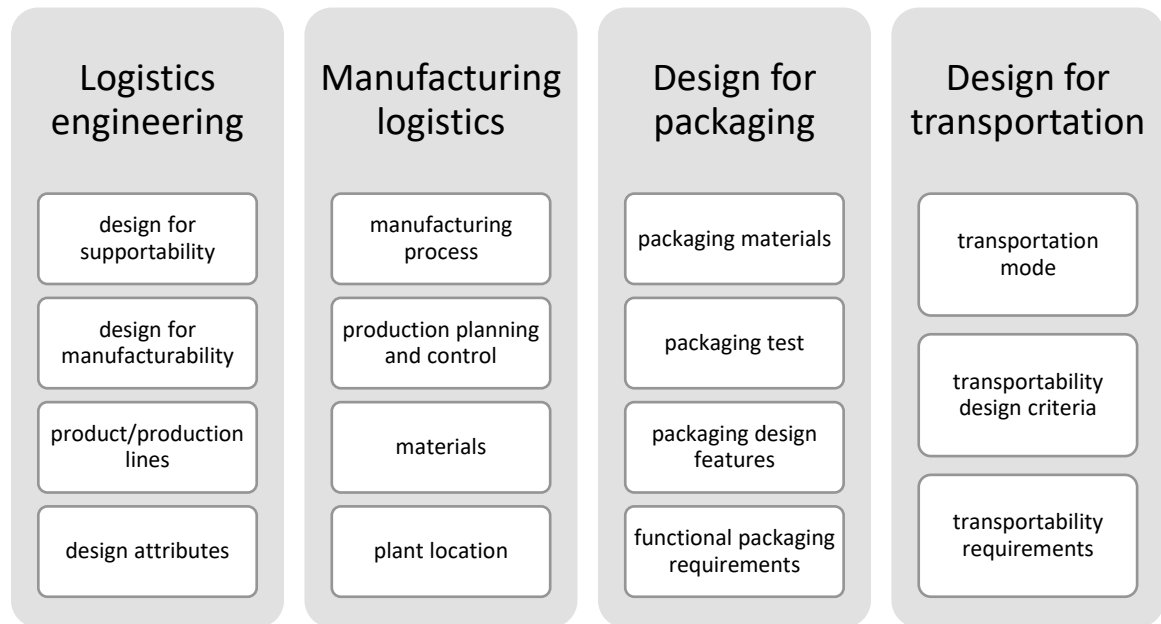 Logistics
engineering
design for
supportability
design for
manufacturability
product/production
lines
design attributes
Manufacturing
logistics
manufacturing
process
production planning
and control
materials
plant location
Design for
packaging
packaging materials
packaging test
packaging design
features
functional packaging
requirements
Design for
transportation
transportation
mode
transportability
design criteria
transportability
requirements